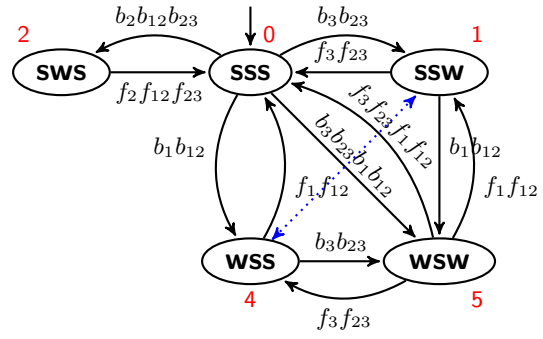 2
b₂b₁₂b₂₃
0
b₃b₂₃
1
SWS
SSS
SSW
f₃f₂₃
f₂f₁₂f₂₃
f₃f₂₃f₁f₁₂
b₃b₂₃b₁b₁₂
b₁b₁₂
b₁b₁₂
f₁f₁₂
f₁f₁₂
WSS
b₃b₂₃
WSW
4
5
f₃f₂₃